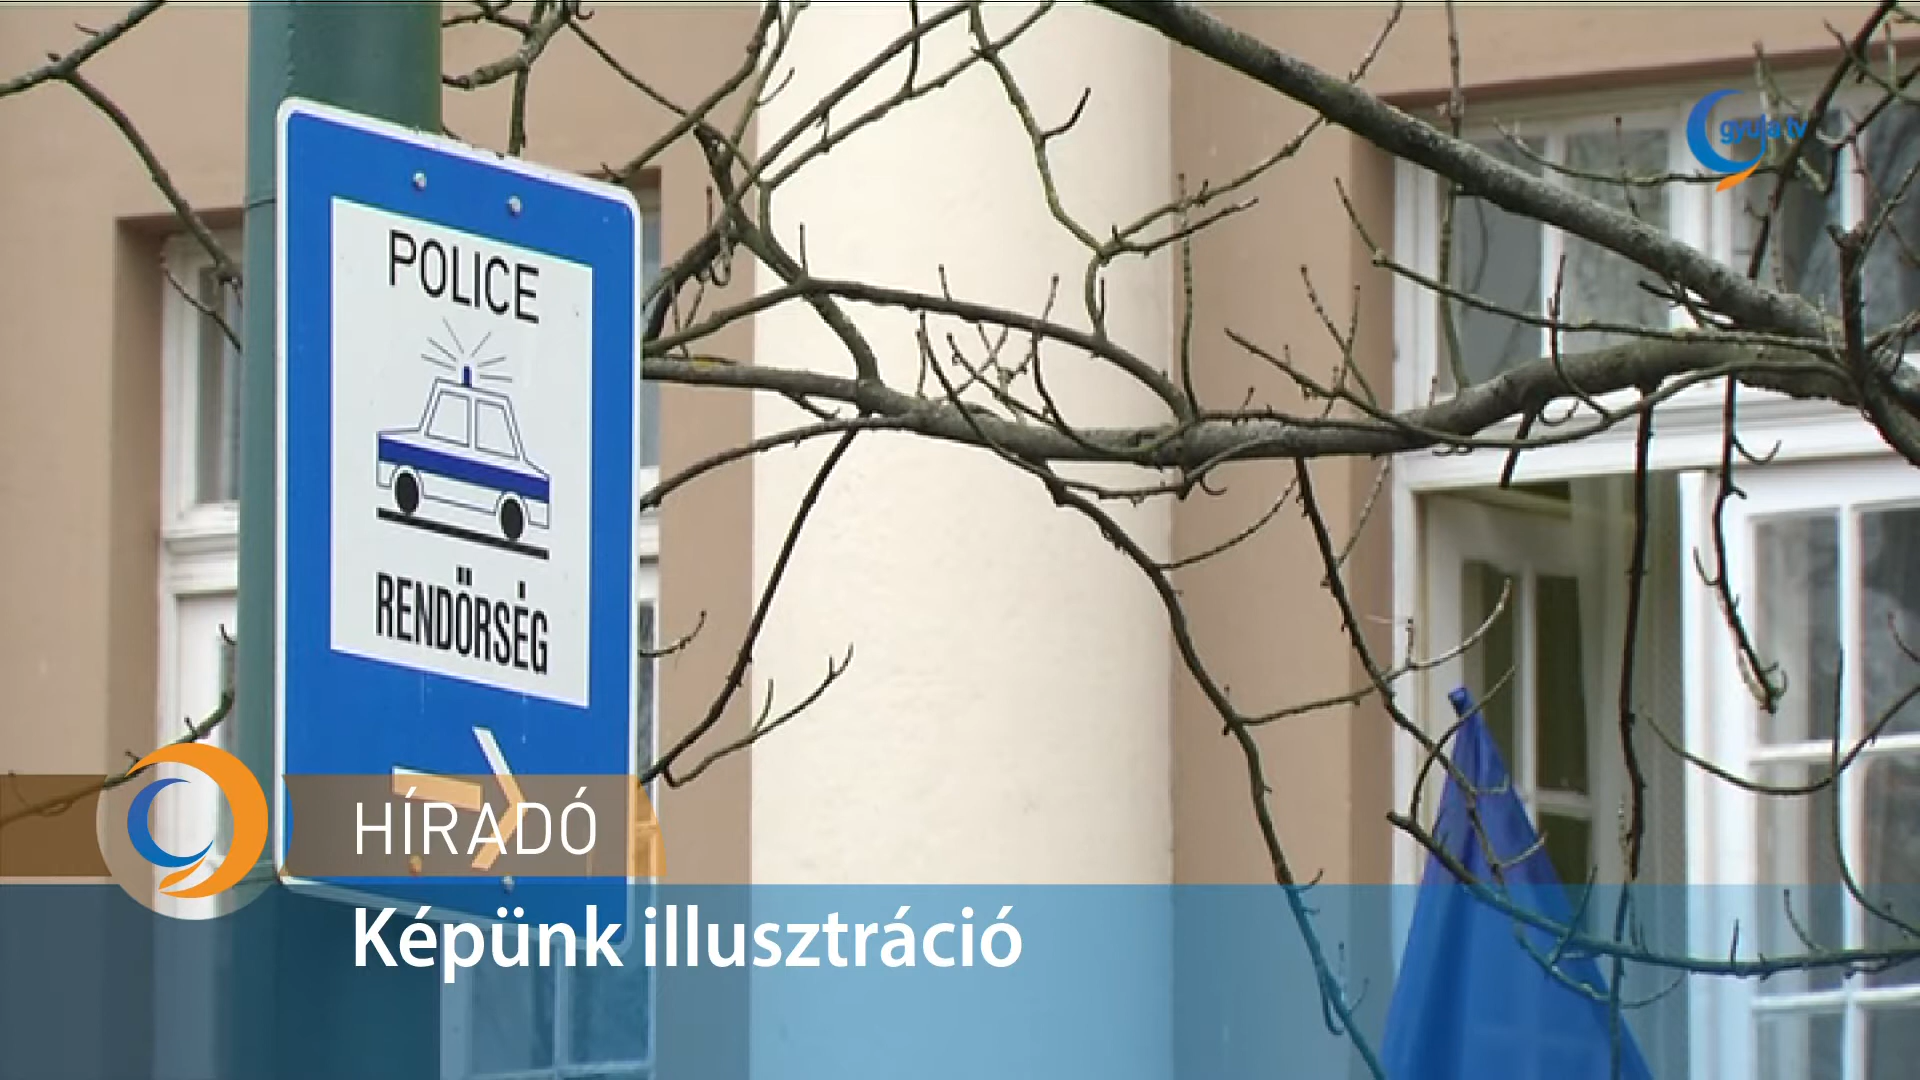 gyula tv
POLICE
RENDŐRSÉG
HÍRADÓ
Képünk illusztráció